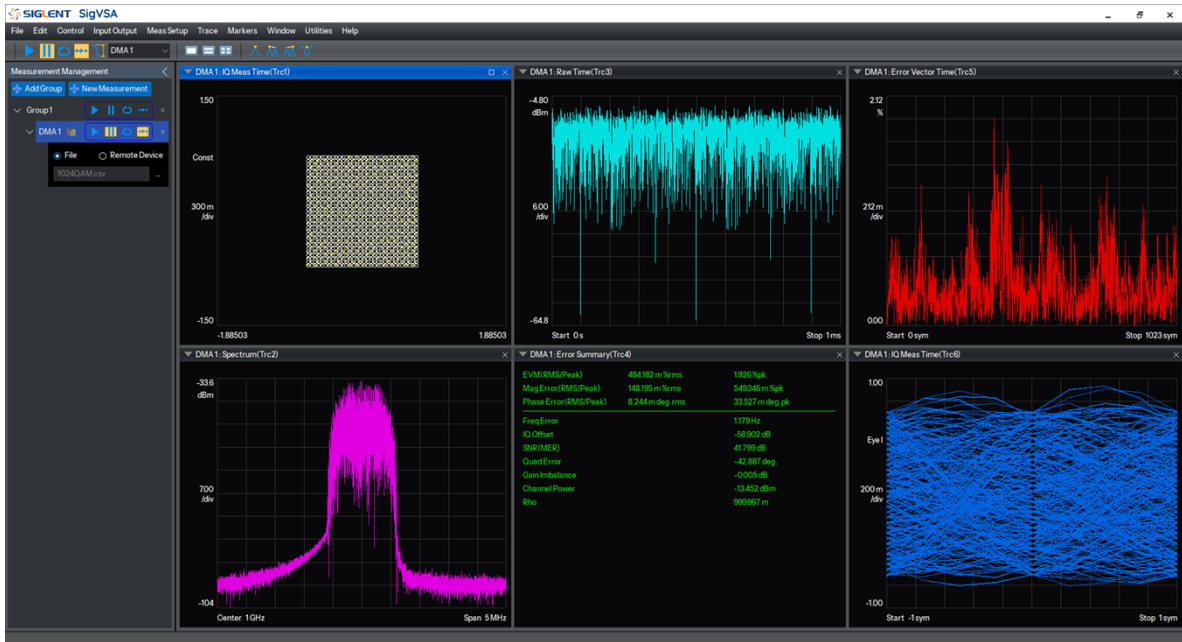 SIGLENT SigVSA
File Edit Control Input Output Meas Setup Trace Markers Window Utilities Help
DMA 1
Measurement Management
Add Group New Measurement
Group1
DMA 1
File Remote Device
1024QAM.csv ...
DMA 1: IQ Meas Time(Trc1)
1.50
Const
300 m
/div
-1.50
-1.88503 1.88503
DMA 1: Raw Time(Trc3)
-4.80
dBm
6.00
/div
-64.8
Start 0 s Stop 1 ms
DMA 1: Error Vector Time(Trc5)
2.12
%
212 m
/div
0.00
Start 0 sym Stop 1023 sym
DMA 1: Spectrum(Trc2)
-33.6
dBm
7.00
/div
-104
Center 1 GHz Span 5 MHz
DMA 1: Error Summary(Trc4)
EVM(RMS/Peak) 484.182 m %rms 1.926 %pk
Mag Error(RMS/Peak) 148.195 m %rms 549.346 m %pk
Phase Error(RMS/Peak) 8.244 m deg rms 33.527 m deg pk
Freq Error 1.179 Hz
IQ Offset -58.902 dB
SNR(MER) 41.799 dB
Quad Error -42.887 deg
Gain Imbalance -0.005 dB
Channel Power -13.452 dBm
Rho 999.967 m
DMA 1: IQ Meas Time(Trc6)
1.00
Eye I
200 m
/div
-1.00
Start -1 sym Stop 1 sym